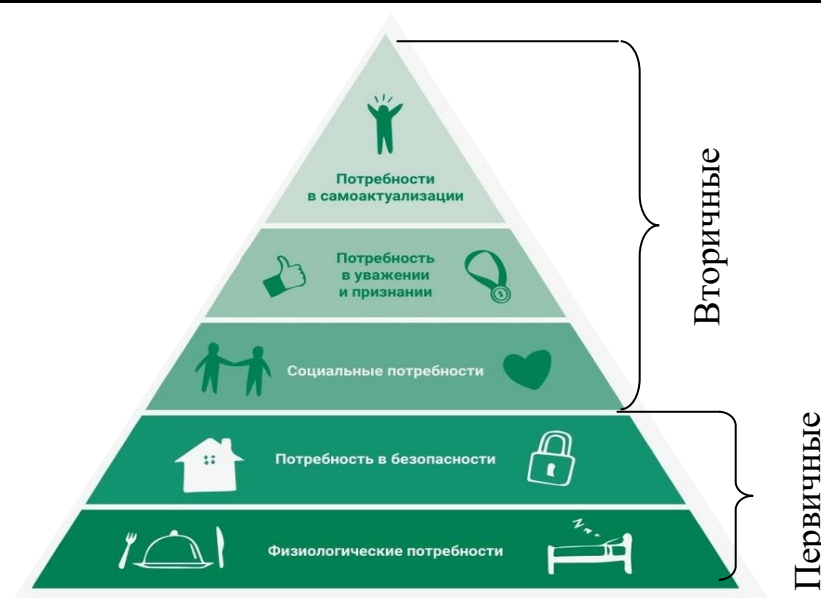 Потребности
в самоактуализации
Потребность
в уважении
и признании
Социальные потребности
Потребность в безопасности
Физиологические потребности
Вторичные
Первичные